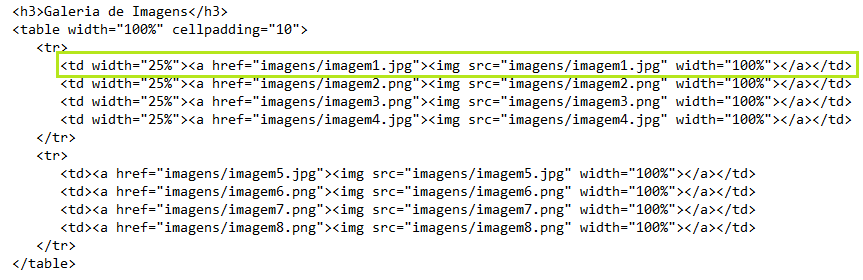 <h3>Galeria de Imagens</h3>
<table width="100%" cellpadding="10">
<tr>
<td width="25%"><a href="imagens/imagem1.jpg"><img src="imagens/imagem1.jpg" width="100%"></a></td>
<td width="25%"><a href="imagens/imagem2.png"><img src="imagens/imagem2.png" width="100%"></a></td>
<td width="25%"><a href="imagens/imagem3.png"><img src="imagens/imagem3.png" width="100%"></a></td>
<td width="25%"><a href="imagens/imagem4.jpg"><img src="imagens/imagem4.jpg" width="100%"></a></td>
</tr>
<tr>
<td><a href="imagens/imagem5.jpg"><img src="imagens/imagem5.jpg" width="100%"></a></td>
<td><a href="imagens/imagem6.png"><img src="imagens/imagem6.png" width="100%"></a></td>
<td><a href="imagens/imagem7.png"><img src="imagens/imagem7.png" width="100%"></a></td>
<td><a href="imagens/imagem8.png"><img src="imagens/imagem8.png" width="100%"></a></td>
</tr>
</table>